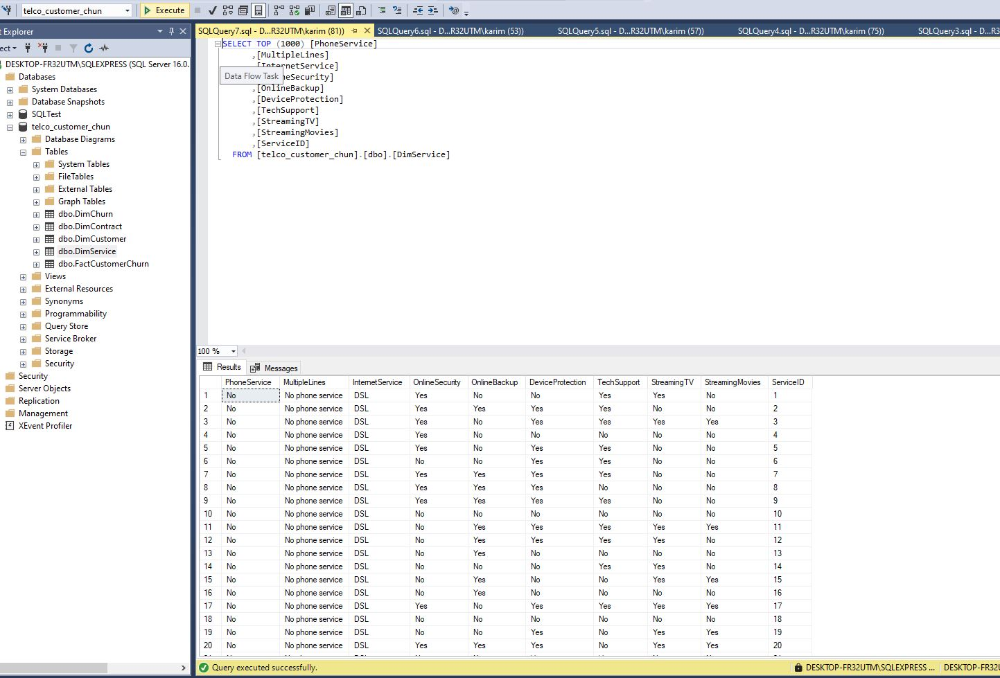 telco_customer_chun
Execute
t Explorer
SQLQuery7.sql - D...R32UTM\karim (81))
SQLQuery6.sql - D...R32UTM\karim (53))
SQLQuery5.sql - D...R32UTM\karim (57))
SQLQuery4.sql - D...R32UTM\karim (75))
SQLQuery3.sql - D...R3
ect
DESKTOP-FR32UTM\SQLEXPRESS (SQL Server 16.0.
Databases
System Databases
Database Snapshots
SQLTest
telco_customer_chun
Database Diagrams
Tables
System Tables
FileTables
External Tables
Graph Tables
dbo.DimChurn
dbo.DimContract
dbo.DimCustomer
dbo.DimService
dbo.FactCustomerChurn
Views
External Resources
Synonyms
Programmability
Query Store
Service Broker
Storage
Security
Security
Server Objects
Replication
Management
XEvent Profiler
SELECT TOP (1000) [PhoneService]
,[MultipleLines]
,[InternetService]
neSecurity]
Data Flow Task
,[OnlineBackup]
,[DeviceProtection]
,[TechSupport]
,[StreamingTV]
,[StreamingMovies]
,[ServiceID]
FROM [telco_customer_chun].[dbo].[DimService]
100 %
Results Messages
PhoneService MultipleLines InternetService OnlineSecurity OnlineBackup DeviceProtection TechSupport StreamingTV StreamingMovies ServiceID
1 No No phone service DSL Yes No No Yes Yes No 1
2 No No phone service DSL Yes Yes Yes Yes No No 2
3 No No phone service DSL Yes No Yes Yes Yes Yes 3
4 No No phone service DSL Yes No No No No No 4
5 No No phone service DSL Yes No Yes Yes No No 5
6 No No phone service DSL No No Yes Yes No No 6
7 No No phone service DSL Yes Yes Yes Yes No No 7
8 No No phone service DSL Yes Yes Yes No No No 8
9 No No phone service DSL Yes Yes Yes Yes No No 9
10 No No phone service DSL No No No No No No 10
11 No No phone service DSL No Yes Yes Yes Yes Yes 11
12 No No phone service DSL No Yes Yes Yes Yes No 12
13 No No phone service DSL No Yes No No No No 13
14 No No phone service DSL No No No Yes Yes No 14
15 No No phone service DSL No Yes No No Yes Yes 15
16 No No phone service DSL No Yes No No No No 16
17 No No phone service DSL Yes No Yes Yes Yes Yes 17
18 No No phone service DSL No No No No No No 18
19 No No phone service DSL No No Yes No Yes Yes 19
20 No No phone service DSL Yes Yes Yes No Yes Yes 20
Query executed successfully.
DESKTOP-FR32UTM\SQLEXPRESS ...
DESKTOP-FR32U